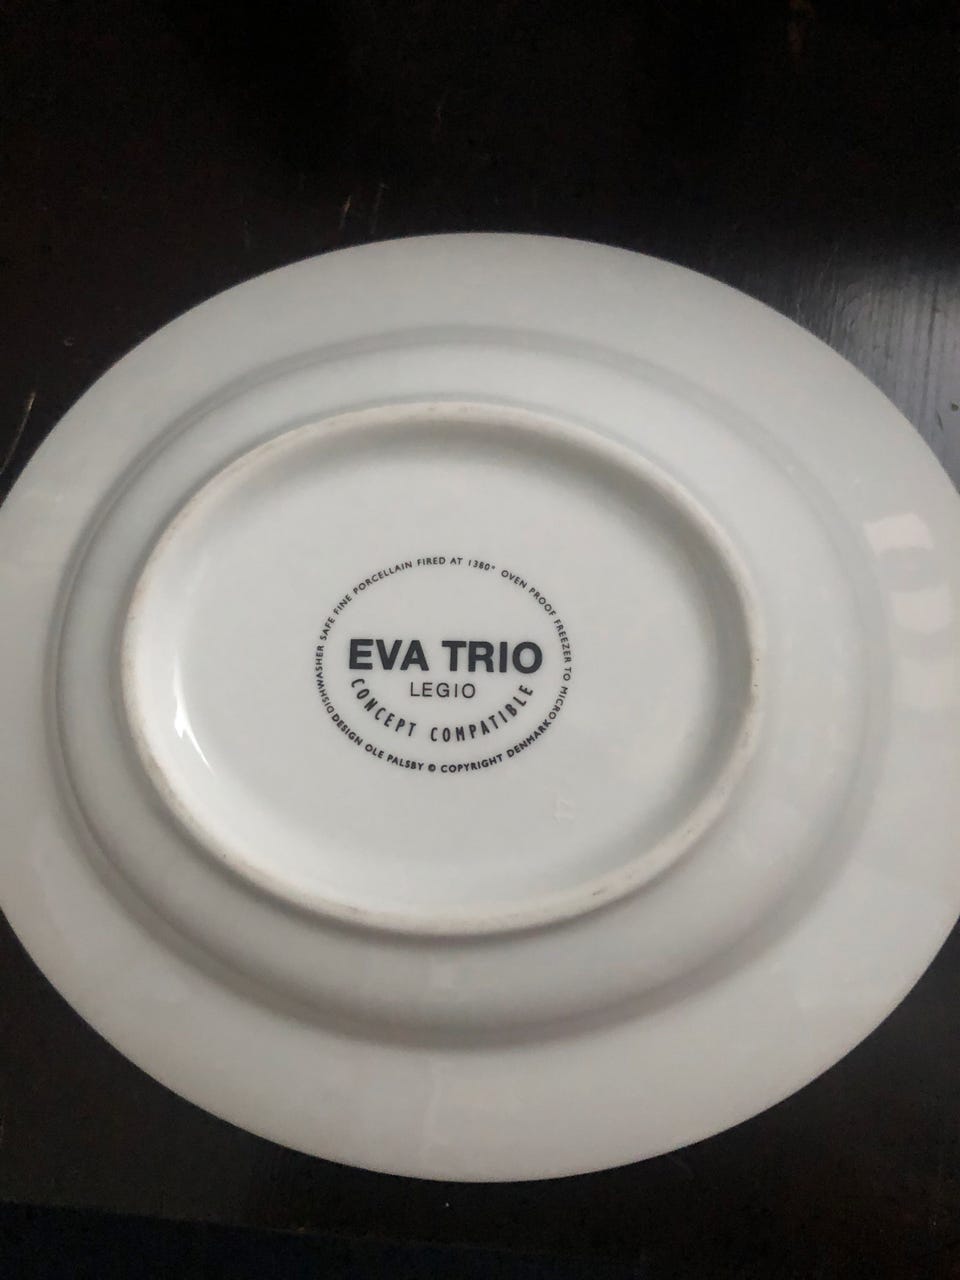 DISHWASHER SAFE FINE PORCELLAIN FIRED AT 1380° OVEN PROOF FREEZER TO MICRO
EVA TRIO
LEGIO
CONCEPT COMPATIBLE
DESIGN OLE PALSBY © COPYRIGHT DENMARK